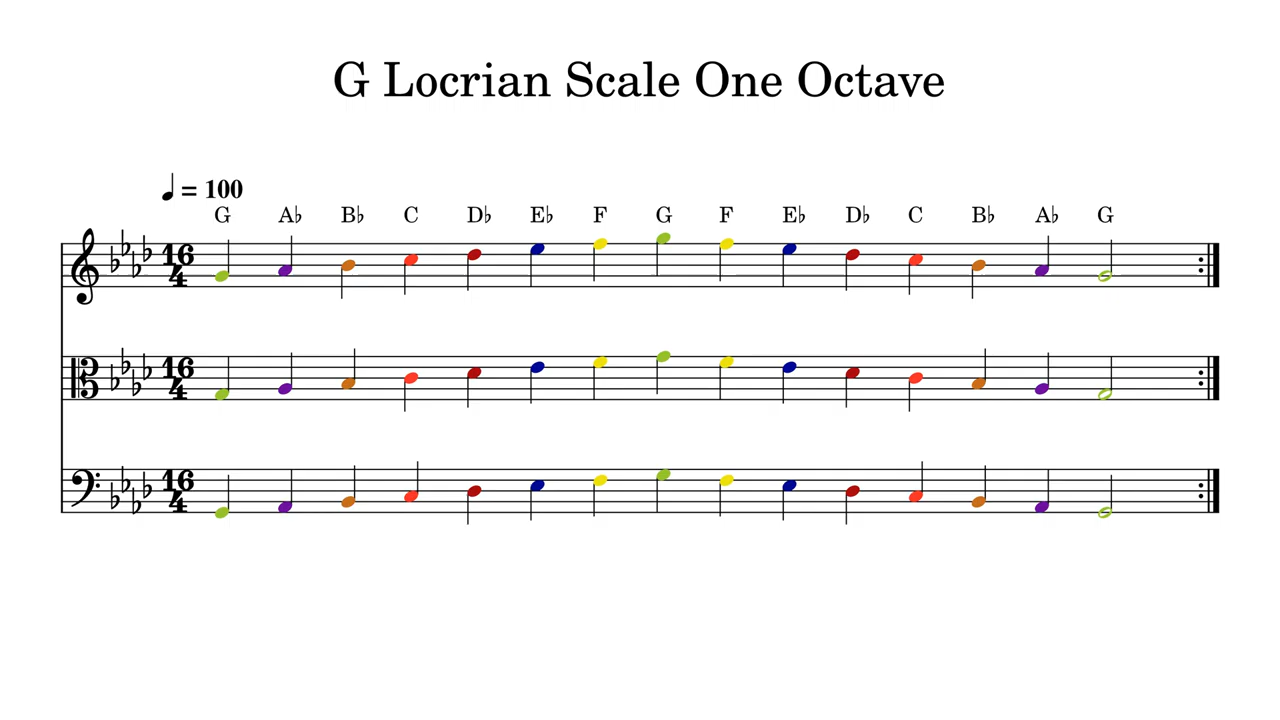 G Locrian Scale One Octave
♩ = 100
G A♭ B♭ C D♭ E♭ F G F E♭ D♭ C B♭ A♭ G
16
4
16
4
16
4